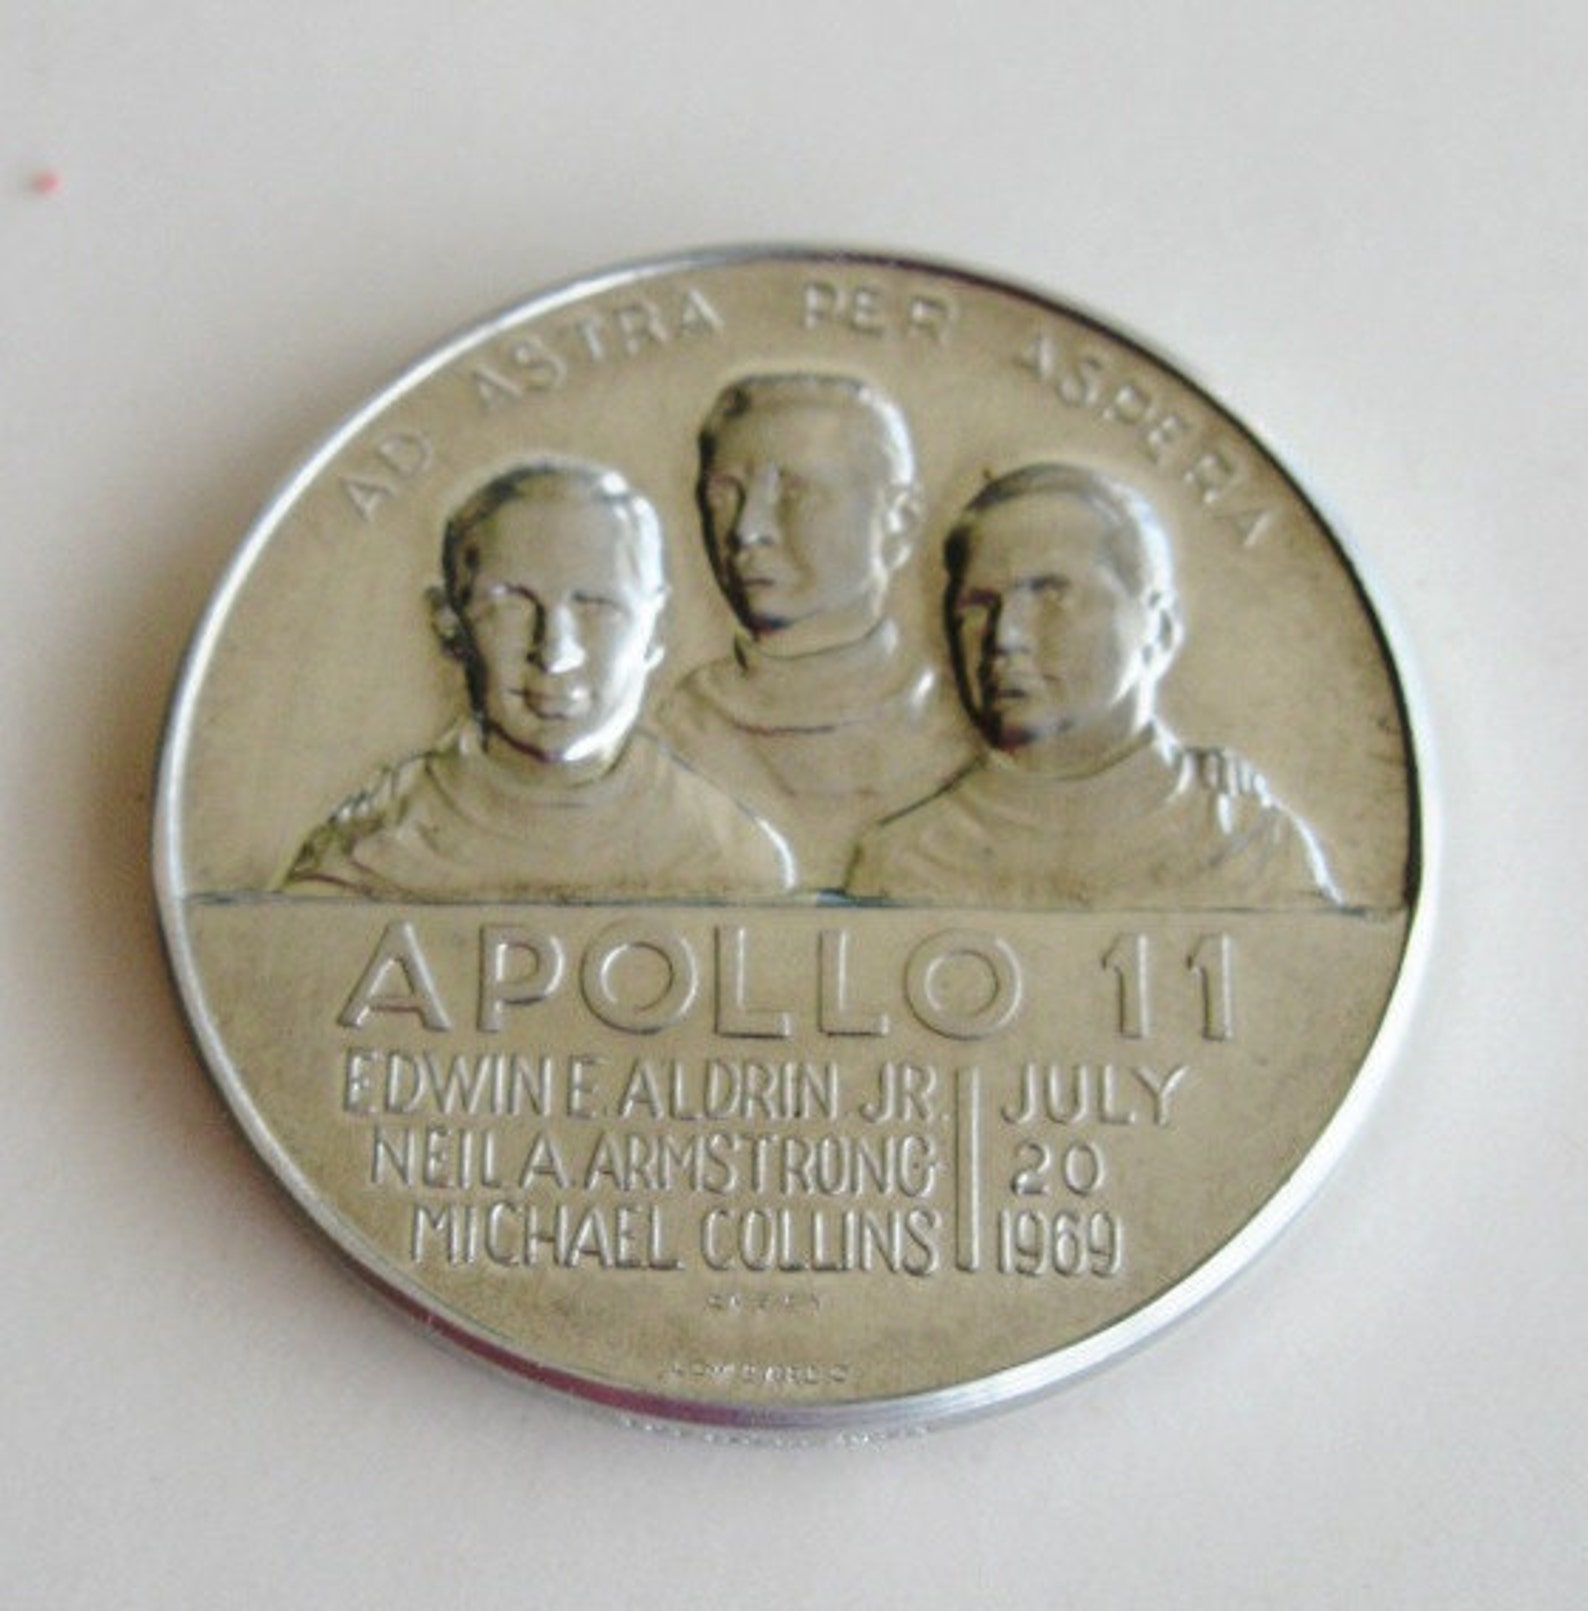 AD ASTRA PER ASPERA
APOLLO 11
EDWIN E. ALDRIN JR.
NEIL A. ARMSTRONG
MICHAEL COLLINS
JULY
20
1969